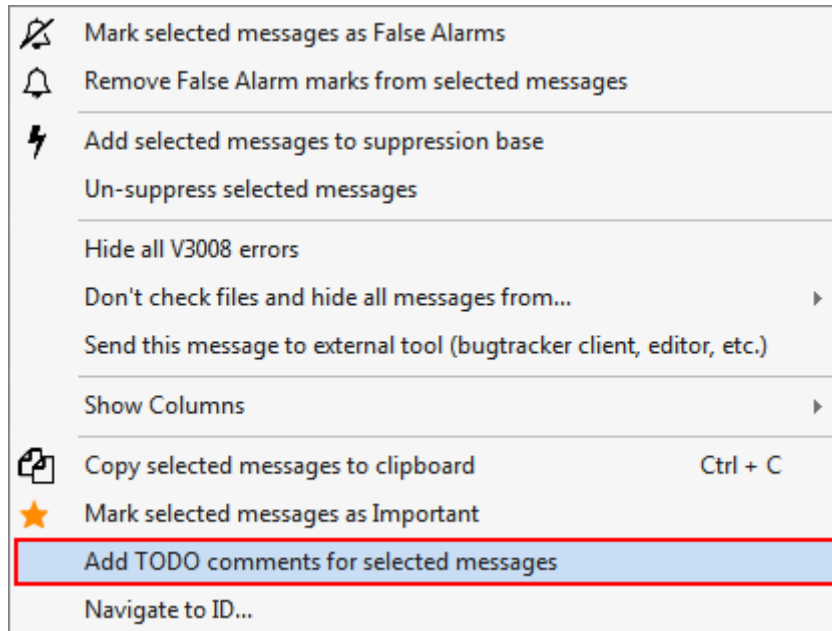 Mark selected messages as False Alarms
Remove False Alarm marks from selected messages
Add selected messages to suppression base
Un-suppress selected messages
Hide all V3008 errors
Don't check files and hide all messages from...
Send this message to external tool (bugtracker client, editor, etc.)
Show Columns
Copy selected messages to clipboard Ctrl + C
Mark selected messages as Important
Add TODO comments for selected messages
Navigate to ID...